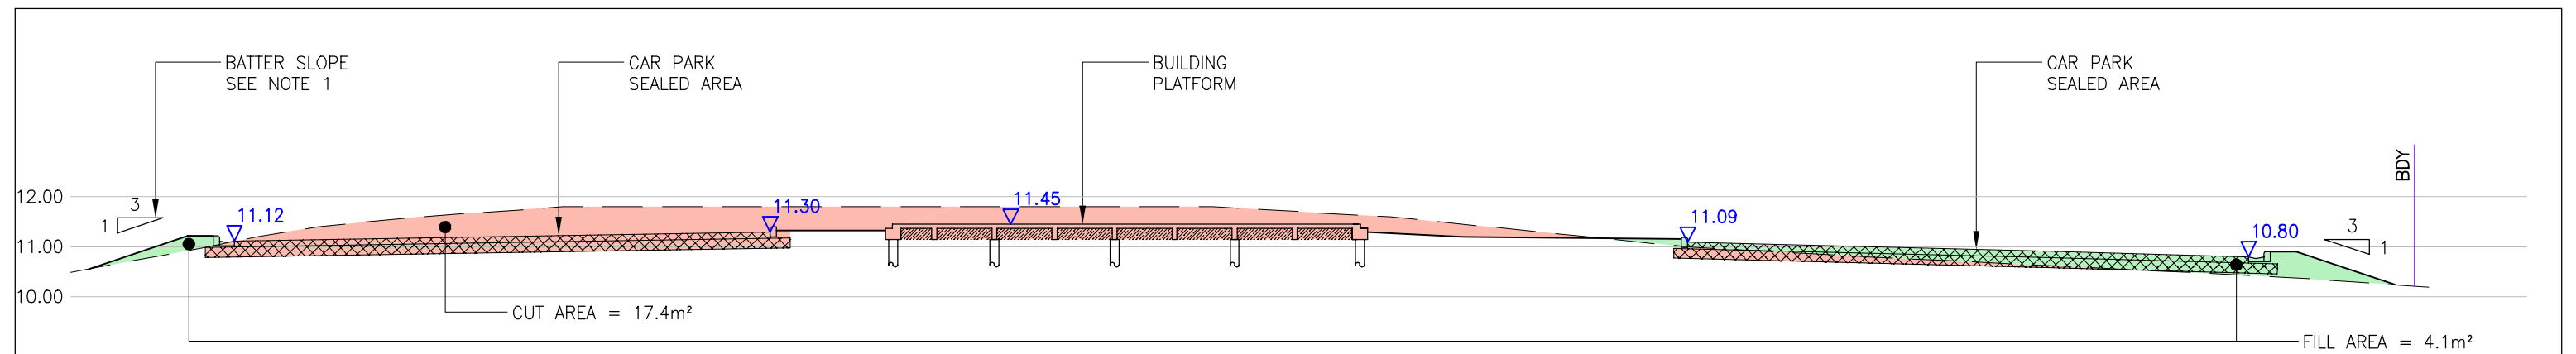 BATTER SLOPE
SEE NOTE 1
CAR PARK
SEALED AREA
BUILDING
PLATFORM
CAR PARK
SEALED AREA
BDY
12.00
11.00
10.00
3
1
11.12
11.30
11.45
11.09
10.80
3
1
CUT AREA = 17.4m²
FILL AREA = 4.1m²